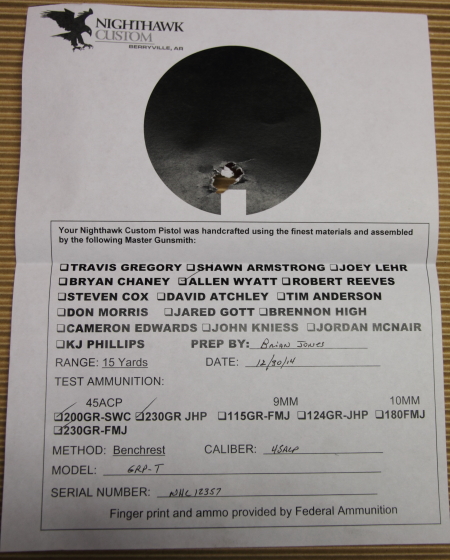 NIGHTHAWK
CUSTOM
BERRYVILLE, AR
Your Nighthawk Custom Pistol was handcrafted using the finest materials and assembled
by the following Master Gunsmith:
❑TRAVIS GREGORY ❑SHAWN ARMSTRONG ❑JOEY LEHR
❑BRYAN CHANEY ❑ALLEN WYATT ❑ROBERT REEVES
❑STEVEN COX ❑DAVID ATCHLEY ❑TIM ANDERSON
❑DON MORRIS ❑JARED GOTT ❑BRENNON HIGH
❑CAMERON EDWARDS ❑JOHN KNIESS ❑JORDAN MCNAIR
❑KJ PHILLIPS PREP BY: Brian Jones
RANGE: 15 Yards DATE: 12/30/14
TEST AMMUNITION:
45ACP 9MM 10MM
❑200GR-SWC ❑230GR JHP ❑115GR-FMJ ❑124GR-JHP ❑180FMJ
❑230GR-FMJ
METHOD: Benchrest CALIBER: 45ACP
MODEL: GRP-T
SERIAL NUMBER: NHC12357
Finger print and ammo provided by Federal Ammunition